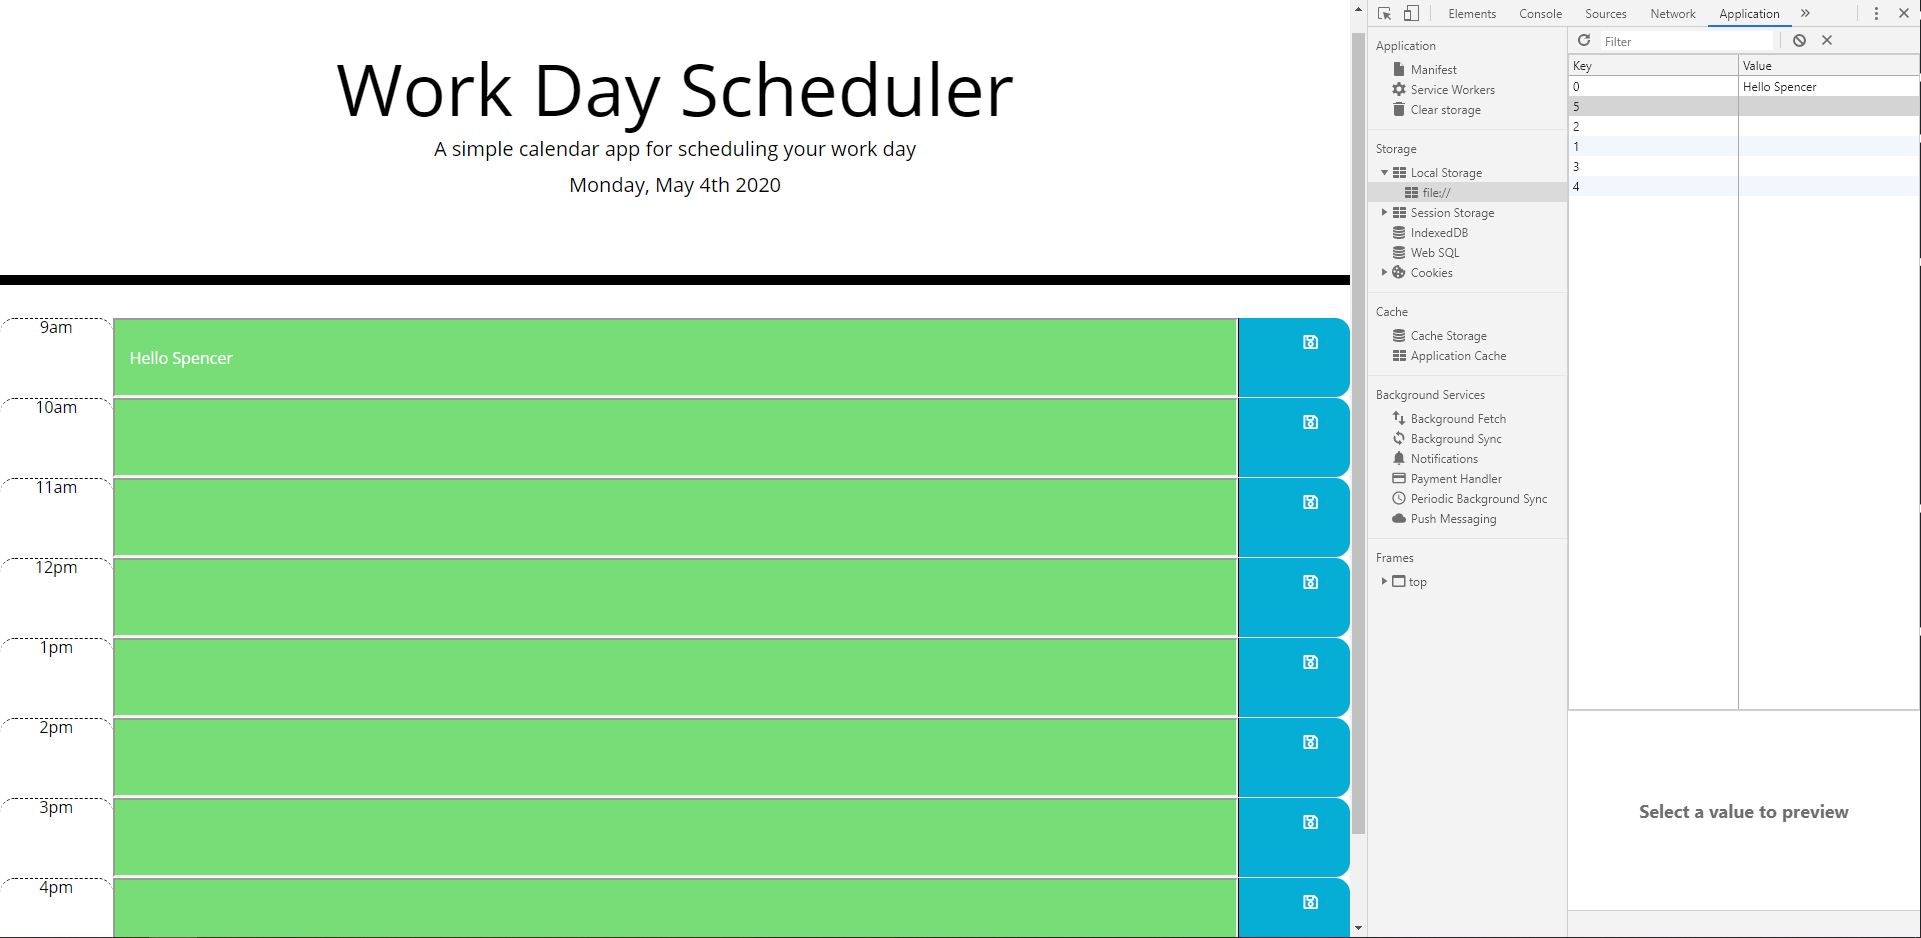 Work Day Scheduler
A simple calendar app for scheduling your work day
Monday, May 4th 2020
9am
Hello Spencer
10am
11am
12pm
1pm
2pm
3pm
4pm
Elements Console Sources Network Application
Application
Manifest
Service Workers
Clear storage
Storage
Local Storage
file://
Session Storage
IndexedDB
Web SQL
Cookies
Cache
Cache Storage
Application Cache
Background Services
Background Fetch
Background Sync
Notifications
Payment Handler
Periodic Background Sync
Push Messaging
Frames
top
Filter
Key Value
0 Hello Spencer
5
2
1
3
4
Select a value to preview